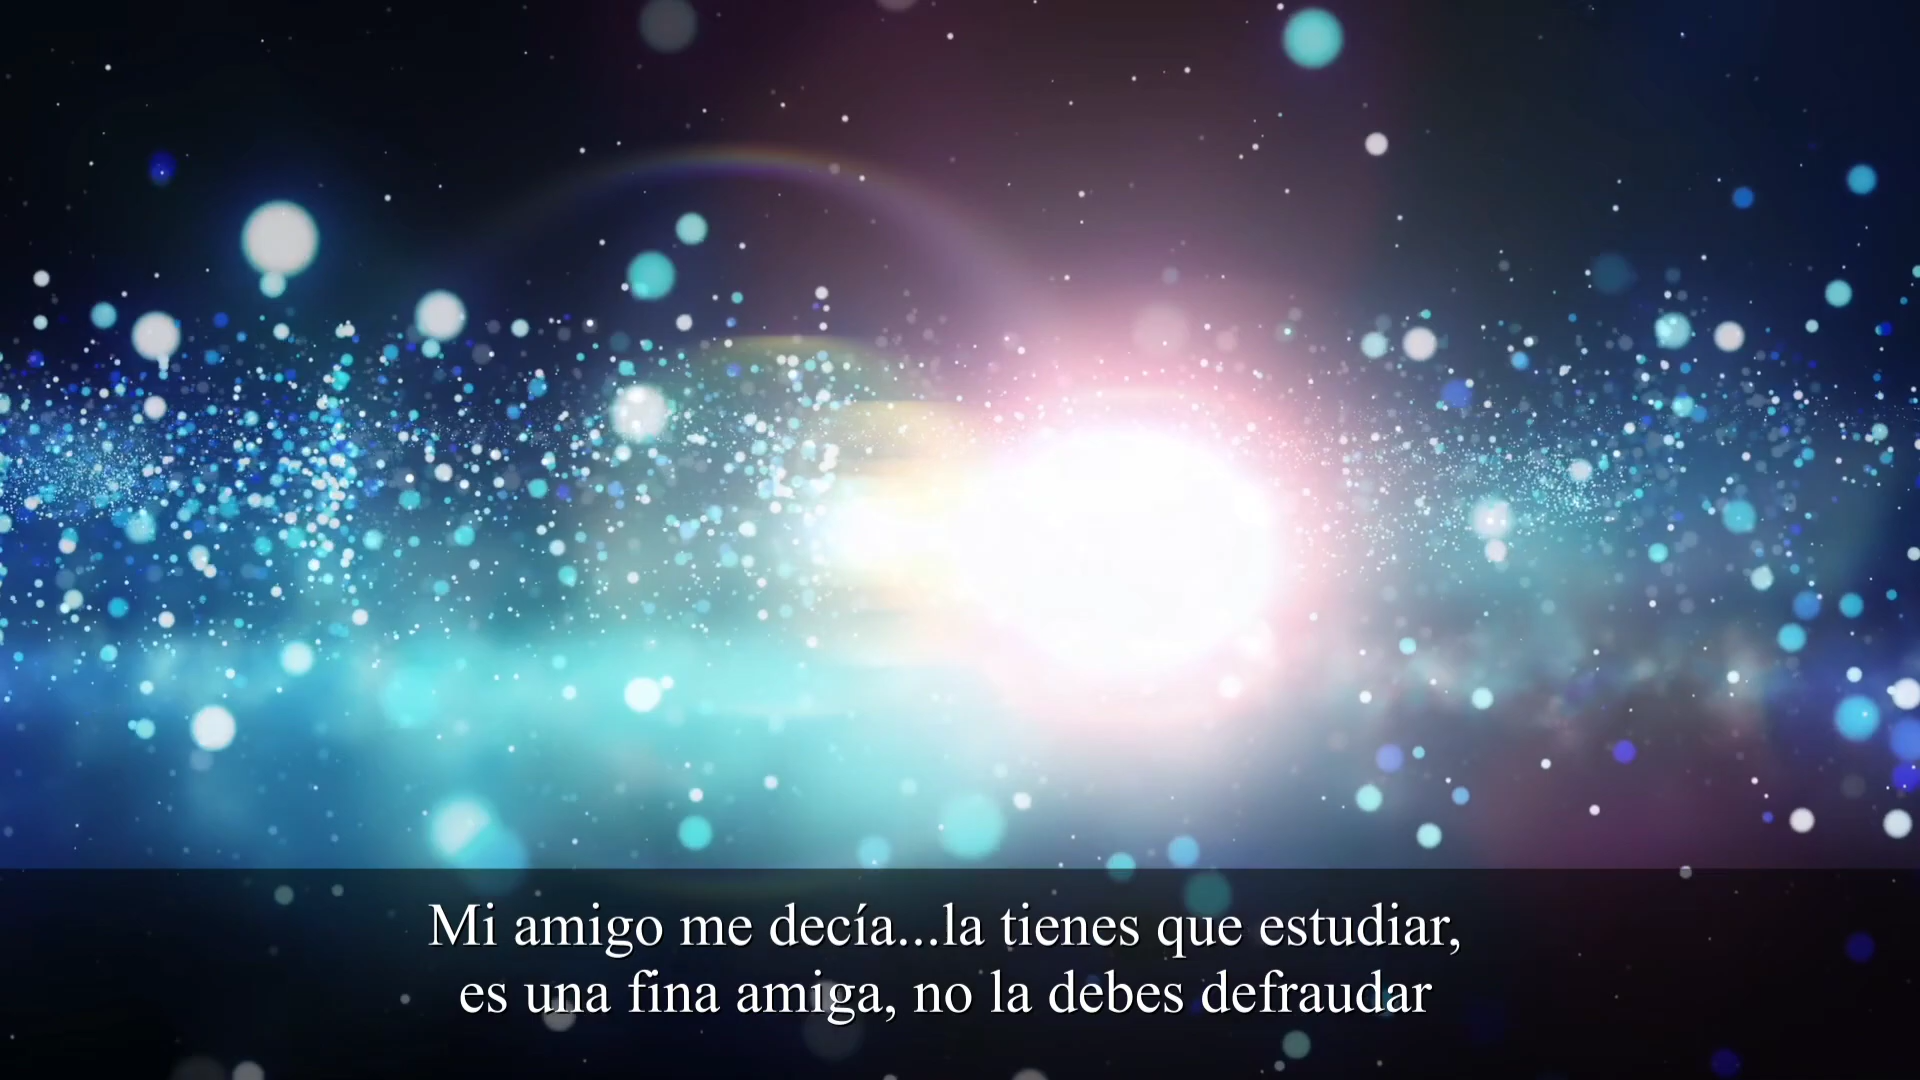 Mi amigo me decía...la tienes que estudiar,
es una fina amiga, no la debes defraudar